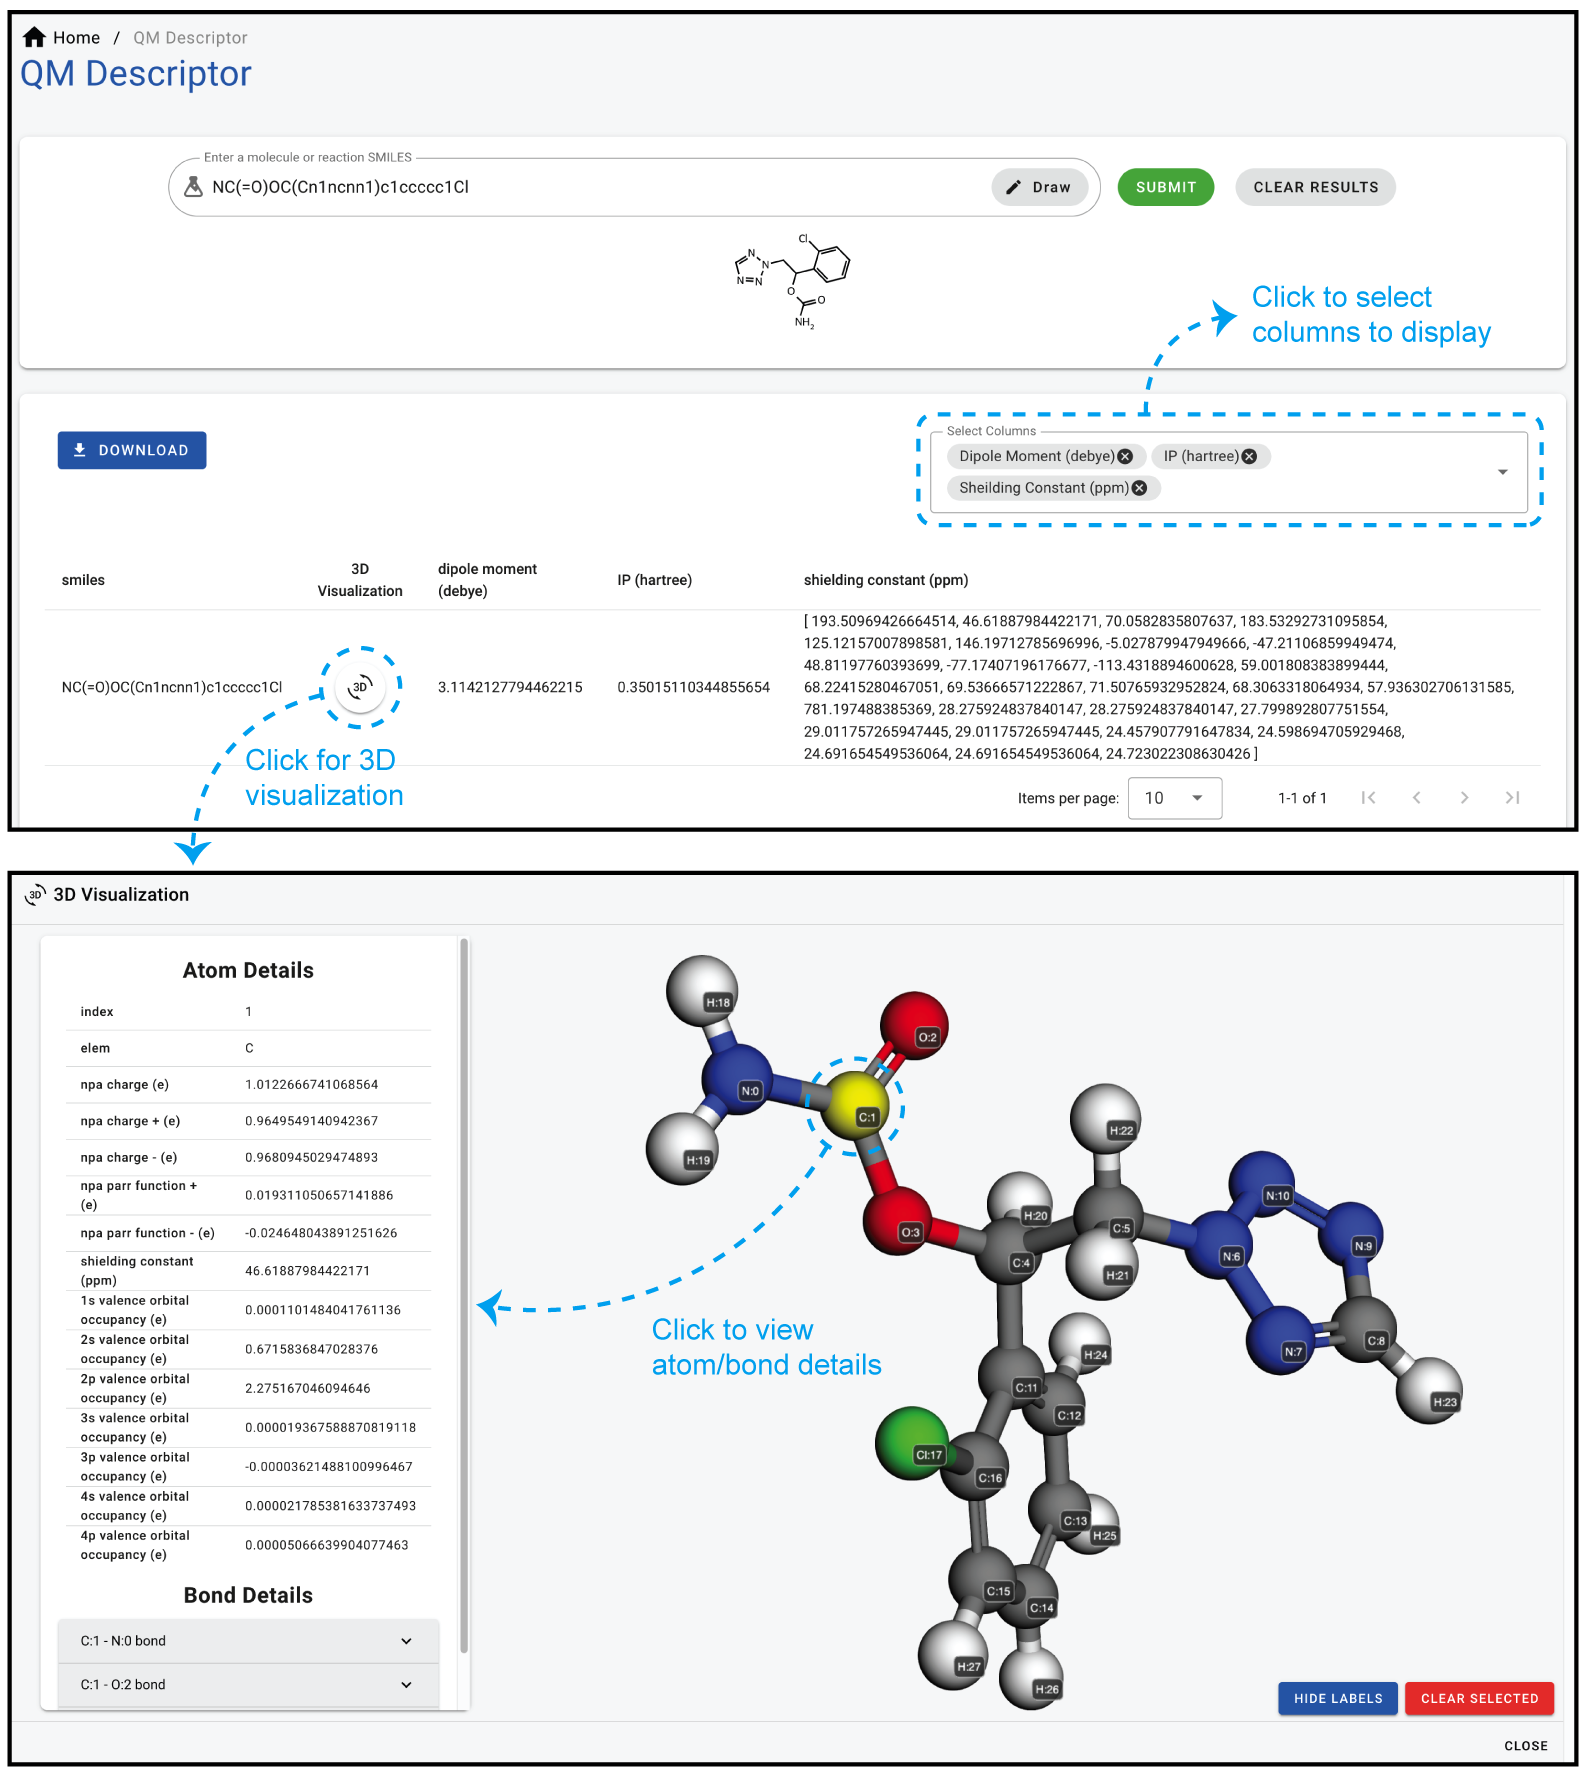 Home / QM Descriptor
QM Descriptor
Enter a molecule or reaction SMILES
NC(=O)OC(Cn1ncnn1)c1ccccc1Cl
Draw
SUBMIT
CLEAR RESULTS
Cl
N
N
N=N
O
O
NH2
Click to select
columns to display
DOWNLOAD
Select Columns
Dipole Moment (debye)
IP (hartree)
Sheilding Constant (ppm)
smiles
3D
Visualization
dipole moment
(debye)
IP (hartree)
shielding constant (ppm)
NC(=O)OC(Cn1ncnn1)c1ccccc1Cl
3D
3.1142127794462215
0.35015110344855654
[ 193.50969426664514, 46.61887984422171, 70.0582835807637, 183.53292731095854,
125.12157007898581, 146.19712785696996, -5.027879947949666, -47.21106859949474,
48.81197760393699, -77.17407196176677, -113.4318894600628, 59.001808383899444,
68.22415280467051, 69.53666571222867, 71.50765932952824, 68.3063318064934, 57.936302706131585,
781.197488385369, 28.275924837840147, 28.275924837840147, 27.799892807751554,
29.011757265947445, 29.011757265947445, 24.457907791647834, 24.598694705929468,
24.691654549536064, 24.691654549536064, 24.723022308630426 ]
Click for 3D
visualization
Items per page:
10
1-1 of 1
3D
3D Visualization
Atom Details
index 1
elem C
npa charge (e) 1.0122666741068564
npa charge + (e) 0.9649549140942367
npa charge - (e) 0.9680945029474893
npa parr function +
(e)
0.019311050657141886
npa parr function - (e) -0.024648043891251626
shielding constant
(ppm)
46.61887984422171
1s valence orbital
occupancy (e)
0.0001101484041761136
2s valence orbital
occupancy (e)
0.6715836847028376
2p valence orbital
occupancy (e)
2.275167046094646
3s valence orbital
occupancy (e)
0.000019367588870819118
3p valence orbital
occupancy (e)
-0.00003621488100996467
4s valence orbital
occupancy (e)
0.000021785381633737493
4p valence orbital
occupancy (e)
0.00005066639904077463
Bond Details
C:1 - N:0 bond
C:1 - O:2 bond
H:18
O:2
N:0
C:1
H:19
H:22
N:10
H:20
O:3
C:5
N:9
N:6
C:4
H:21
Click to view
atom/bond details
C:8
N:7
H:24
C:11
H:23
C:12
Cl:17
C:16
C:13
H:25
C:15
C:14
H:27
H:26
HIDE LABELS
CLEAR SELECTED
CLOSE